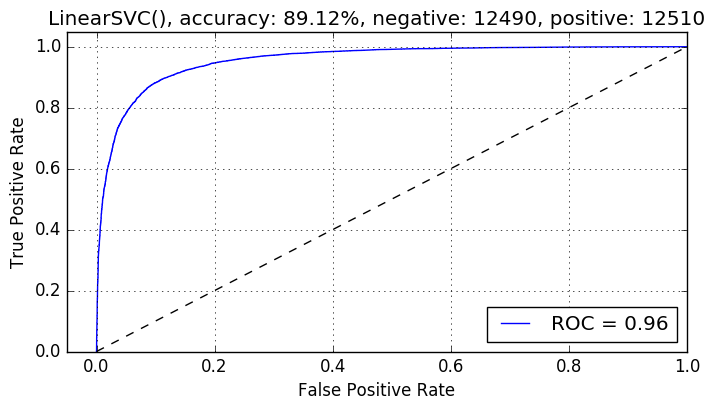 LinearSVC(), accuracy: 89.12%, negative: 12490, positive: 12510
1.0
0.8
0.6
0.4
0.2
0.0
True Positive Rate
ROC = 0.96
0.0 0.2 0.4 0.6 0.8 1.0
False Positive Rate